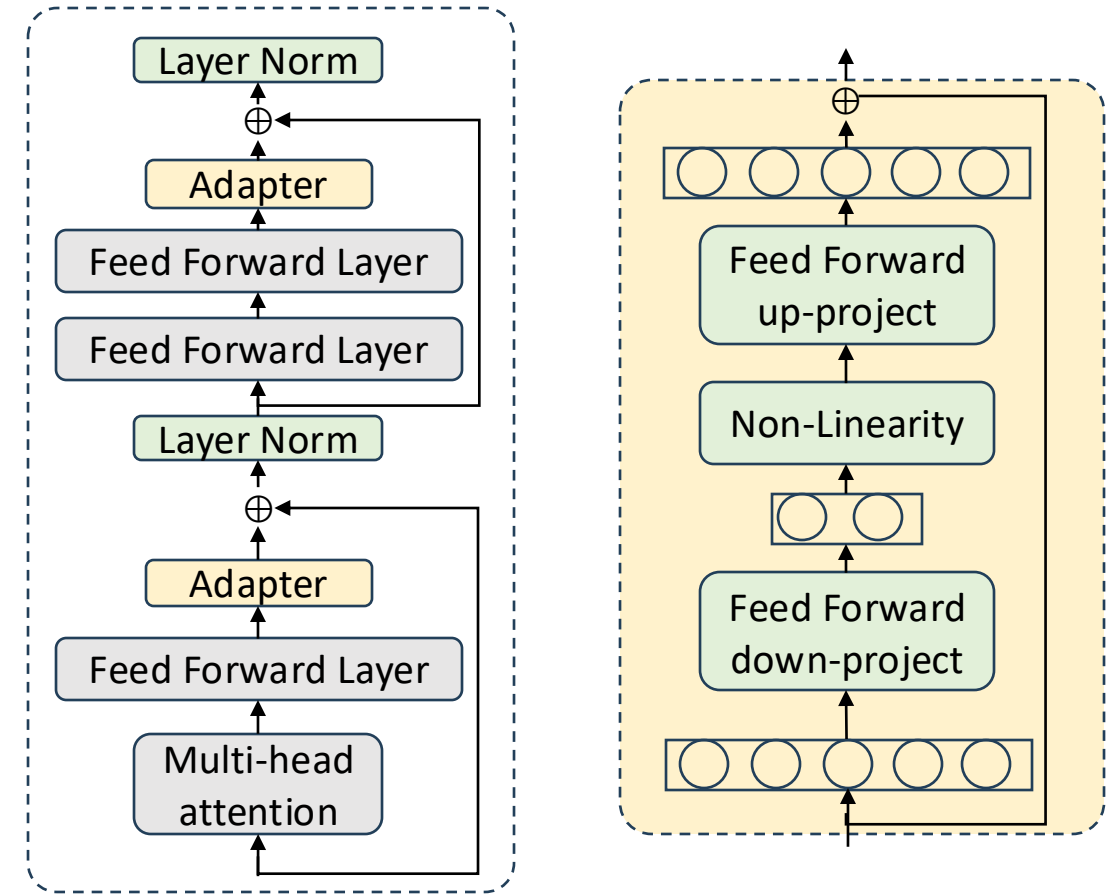 Layer Norm
Adapter
Feed Forward Layer
Feed Forward Layer
Layer Norm
Adapter
Feed Forward Layer
Multi-head
attention
Feed Forward
up-project
Non-Linearity
Feed Forward
down-project